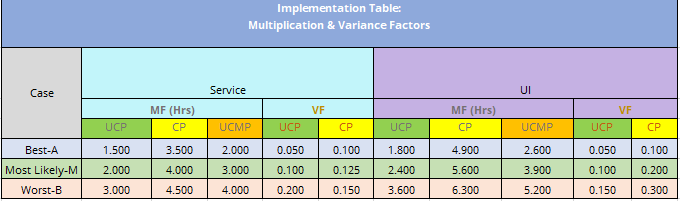 Implementation Table:
Multiplication & Variance Factors
Case Service UI
MF (Hrs) VF MF (Hrs) VF
UCP CP UCMP UCP CP UCP CP UCMP UCP CP
Best-A 1.500 3.500 2.000 0.050 0.100 1.800 4.900 2.600 0.050 0.100
Most Likely-M 2.000 4.000 3.000 0.100 0.125 2.400 5.600 3.900 0.100 0.200
Worst-B 3.000 4.500 4.000 0.200 0.150 3.600 6.300 5.200 0.150 0.300